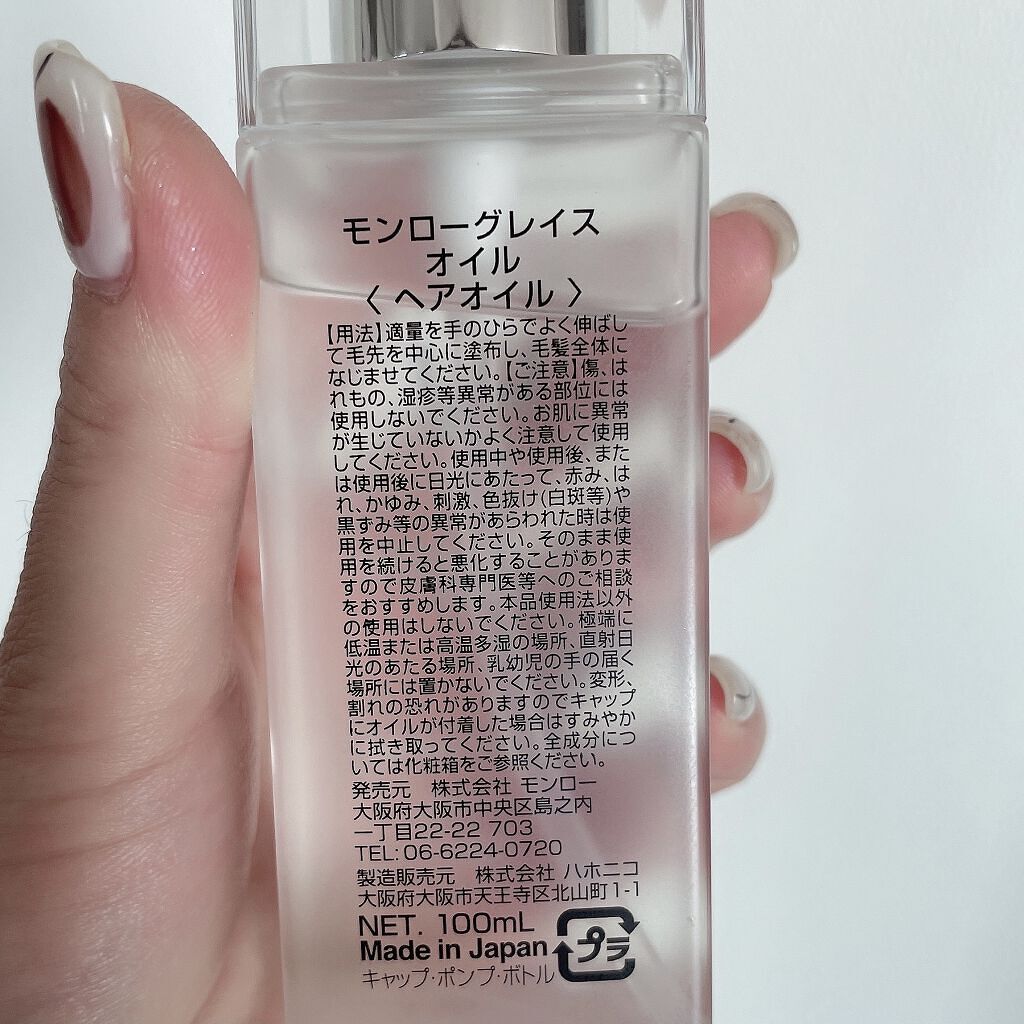 モンローグレイス
オイル
〈 ヘアオイル 〉
【用法】適量を手のひらでよく伸ばし
て毛先を中心に塗布し、毛髪全体に
なじませてください。【ご注意】傷、は
れもの、湿疹等異常がある部位には
使用しないでください。お肌に異常
が生じていないかよく注意して使用
してください。使用中や使用後、また
は使用後に日光にあたって、赤み、は
れ、かゆみ、刺激、色抜け(白斑等)や
黒ずみ等の異常があらわれた時は使
用を中止してください。そのまま使
用を続けると悪化することがありま
すので皮膚科専門医等へのご相談
をおすすめします。本品使用法以外
の使用はしないでください。極端に
低温または高温多湿の場所、直射日
光のあたる場所、乳幼児の手の届く
場所には置かないでください。変形、
割れの恐れがありますのでキャップ
にオイルが付着した場合はすみやか
に拭き取ってください。全成分につ
いては化粧箱をご参照ください。
発売元 株式会社 モンロー
大阪府大阪市中央区島之内
一丁目22-22 703
TEL: 06-6224-0720
製造販売元 株式会社 ハホニコ
大阪府大阪市天王寺区北山町1-1
NET. 100mL
Made in Japan
プラ
キャップ・ポンプ・ボトル